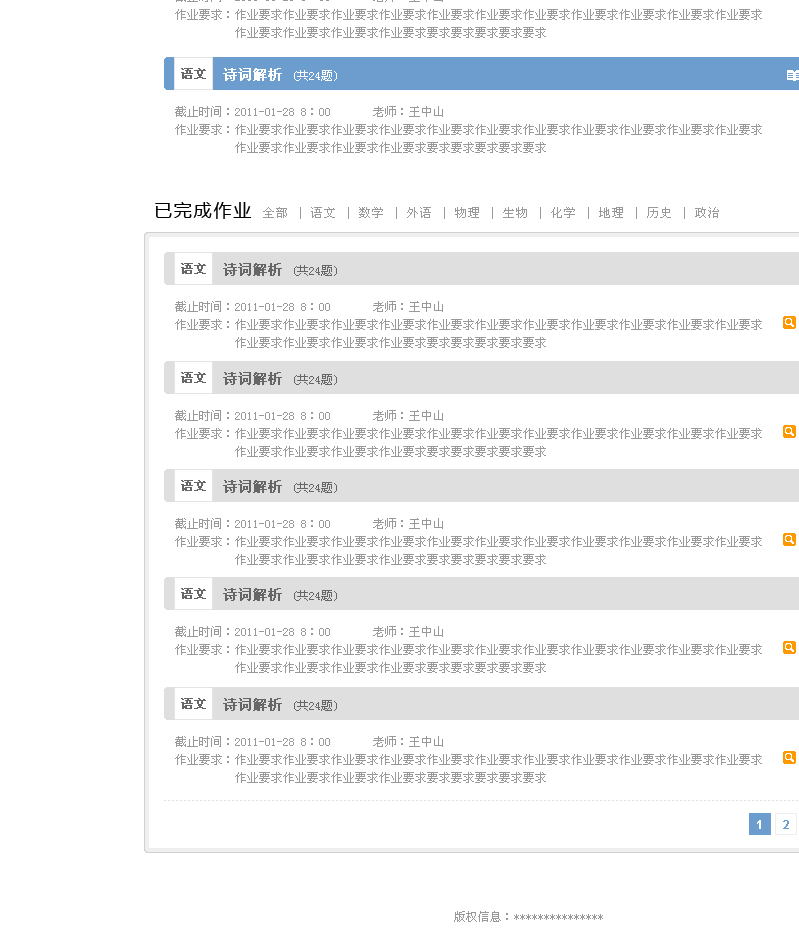 作业要求：作业要求作业要求作业要求作业要求作业要求作业要求作业要求作业要求作业要求作业要求作业要求
作业要求作业要求作业要求作业要求要求要求要求要求要求
语文 诗词解析 (共24题)
截止时间：2011-01-28 8：00 老师：王中山
作业要求：作业要求作业要求作业要求作业要求作业要求作业要求作业要求作业要求作业要求作业要求作业要求
作业要求作业要求作业要求作业要求要求要求要求要求要求
已完成作业 全部 | 语文 | 数学 | 外语 | 物理 | 生物 | 化学 | 地理 | 历史 | 政治
语文 诗词解析 (共24题)
截止时间：2011-01-28 8：00 老师：王中山
作业要求：作业要求作业要求作业要求作业要求作业要求作业要求作业要求作业要求作业要求作业要求作业要求
作业要求作业要求作业要求作业要求要求要求要求要求要求
语文 诗词解析 (共24题)
截止时间：2011-01-28 8：00 老师：王中山
作业要求：作业要求作业要求作业要求作业要求作业要求作业要求作业要求作业要求作业要求作业要求作业要求
作业要求作业要求作业要求作业要求要求要求要求要求要求
语文 诗词解析 (共24题)
截止时间：2011-01-28 8：00 老师：王中山
作业要求：作业要求作业要求作业要求作业要求作业要求作业要求作业要求作业要求作业要求作业要求作业要求
作业要求作业要求作业要求作业要求要求要求要求要求要求
语文 诗词解析 (共24题)
截止时间：2011-01-28 8：00 老师：王中山
作业要求：作业要求作业要求作业要求作业要求作业要求作业要求作业要求作业要求作业要求作业要求作业要求
作业要求作业要求作业要求作业要求要求要求要求要求要求
语文 诗词解析 (共24题)
截止时间：2011-01-28 8：00 老师：王中山
作业要求：作业要求作业要求作业要求作业要求作业要求作业要求作业要求作业要求作业要求作业要求作业要求
作业要求作业要求作业要求作业要求要求要求要求要求要求
1 2
版权信息：***************